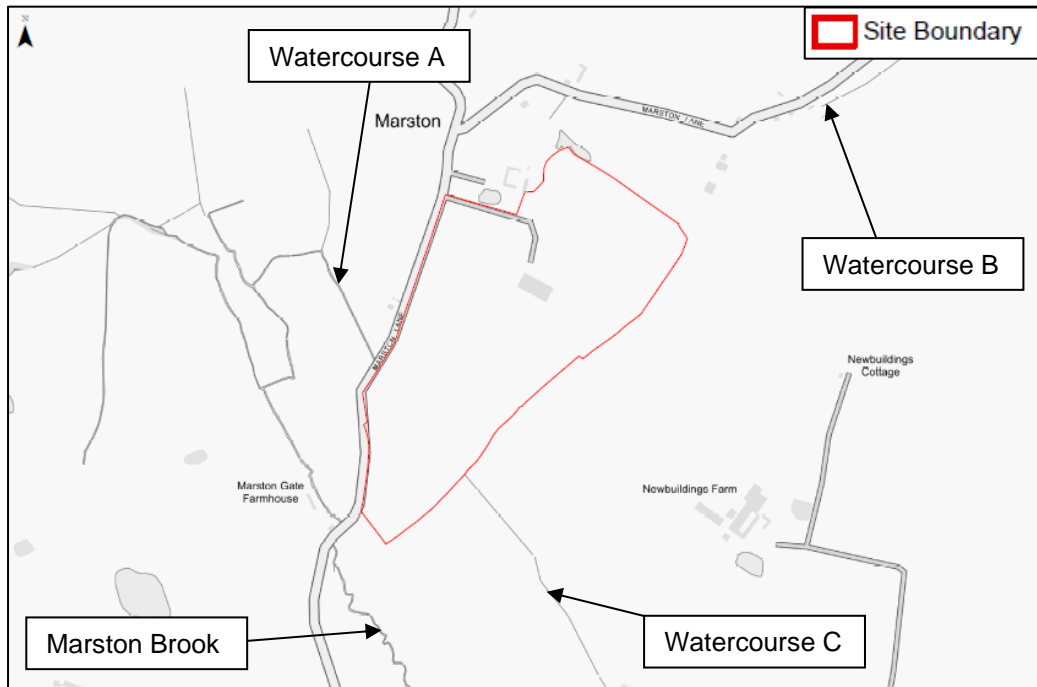 N
Site Boundary
Watercourse A
Marston
MARSTON LANE
Watercourse B
MARSTON LANE
Newbuildings
Cottage
Marston Gate
Farmhouse
Newbuildings Farm
Marston Brook
Watercourse C